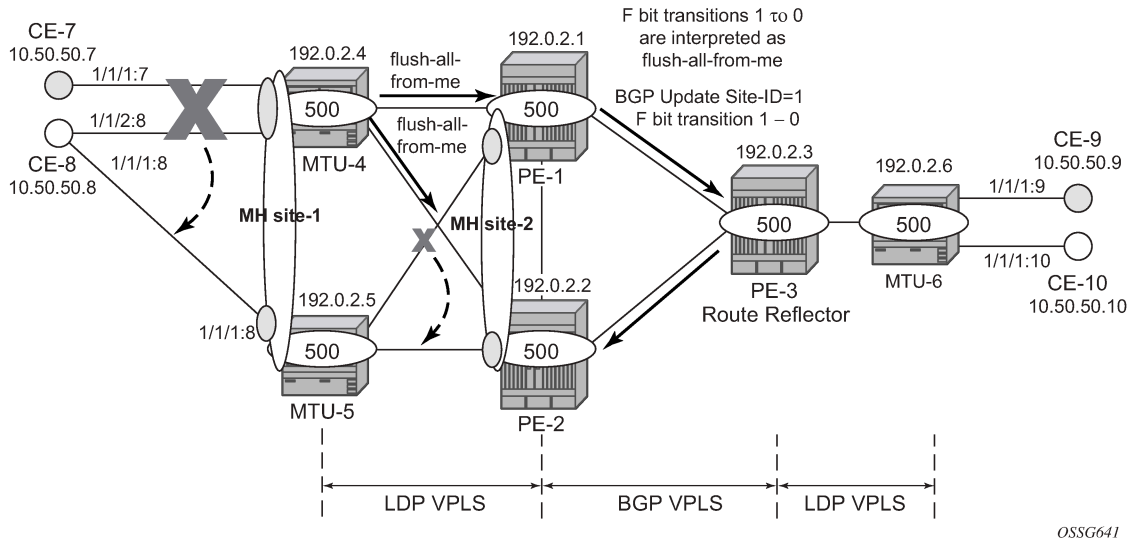 CE-7
10.50.50.7
1/1/1:7
1/1/2:8
CE-8
10.50.50.8
1/1/1:8
192.0.2.4
500
MTU-4
MH site-1
192.0.2.5
1/1/1:8
500
MTU-5
flush-all-
from-me
flush-all-
from-me
192.0.2.1
500
PE-1
MH site-2
192.0.2.2
500
PE-2
F bit transitions 1 to 0
are interpreted as
flush-all-from-me
BGP Update Site-ID=1
F bit transition 1 – 0
192.0.2.3
500
PE-3
Route Reflector
192.0.2.6
500
MTU-6
CE-9
10.50.50.9
1/1/1:9
1/1/1:10
CE-10
10.50.50.10
LDP VPLS
BGP VPLS
LDP VPLS
OSSG641